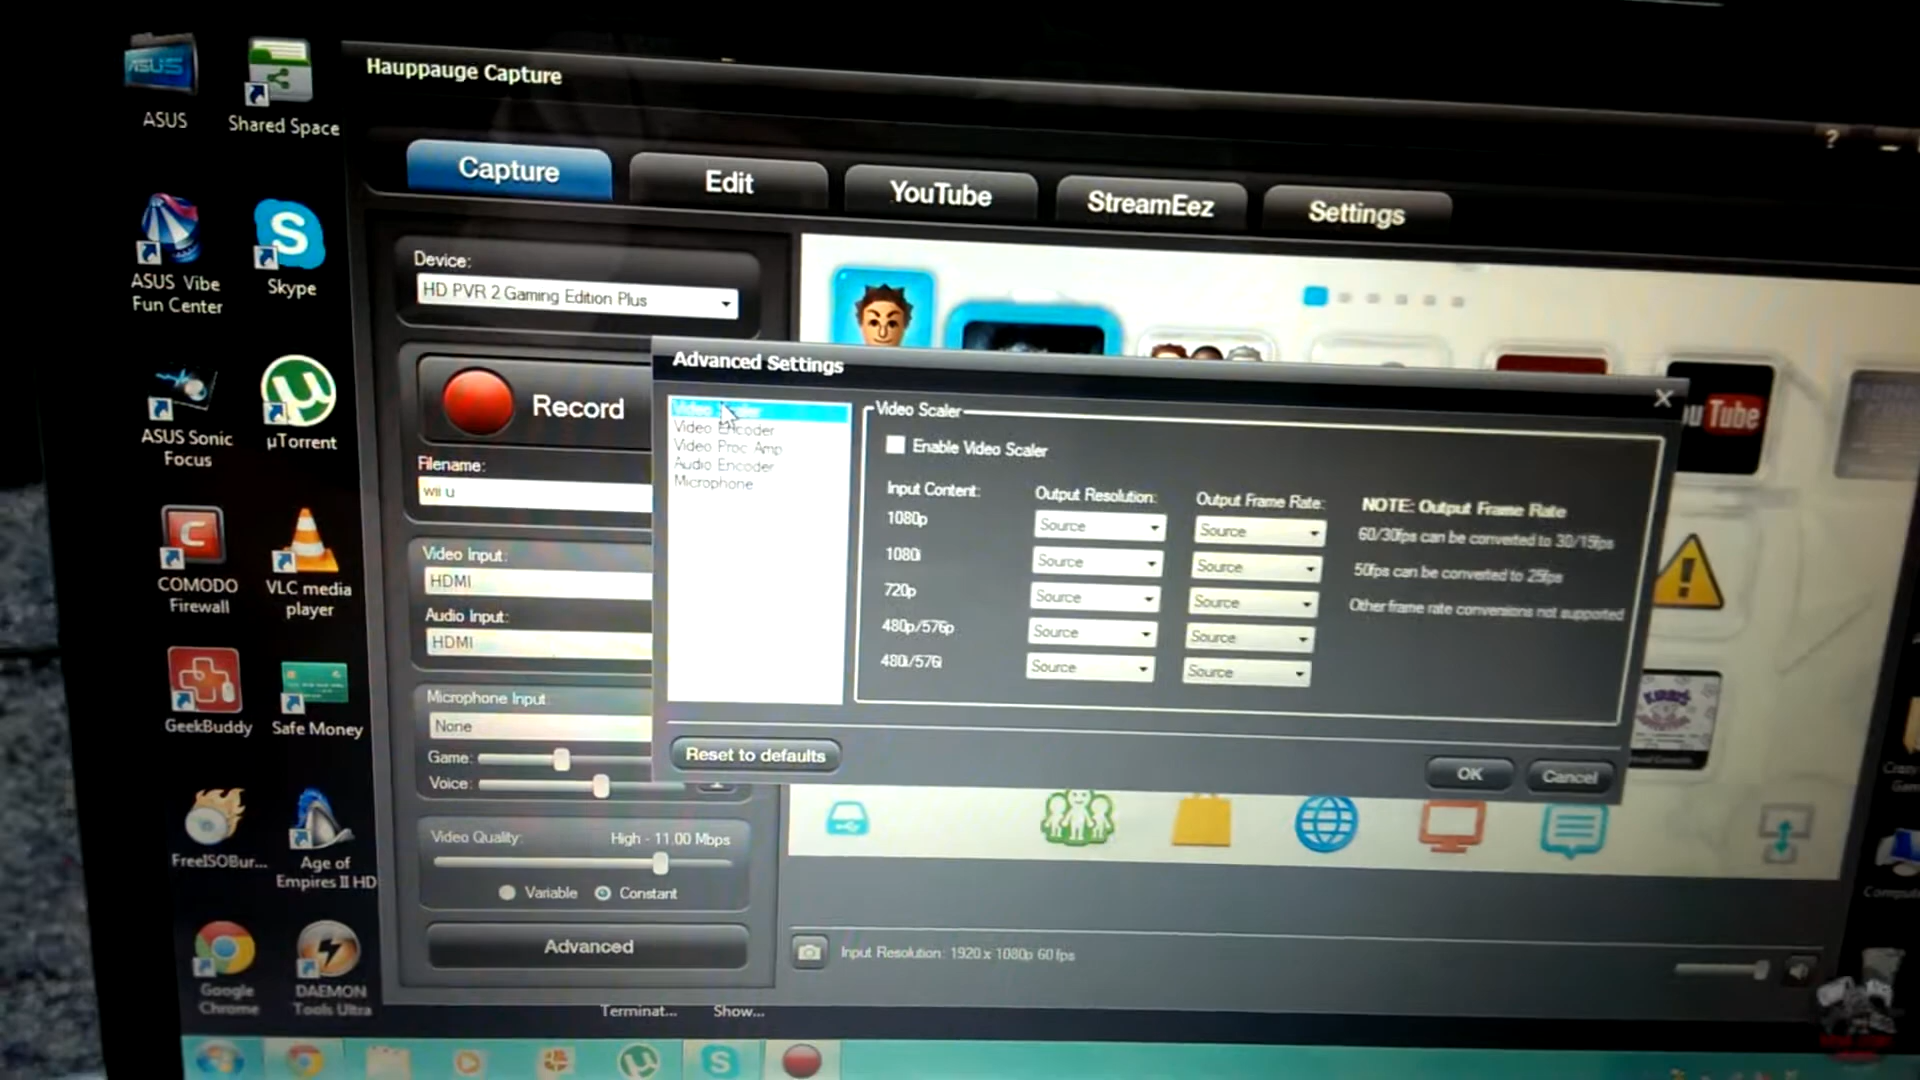 Hauppauge Capture
?
Capture
Edit
YouTube
StreamEez
Settings
ASUS
Shared Space
ASUS Vibe
Fun Center
Skype
ASUS Sonic
Focus
µTorrent
COMODO
Firewall
VLC media
player
GeekBuddy
Safe Money
FreeISOBur...
Age of
Empires II HD
Google
Chrome
DAEMON
Tools Ultra
Device:
HD PVR 2 Gaming Edition Plus
Record
Filename:
wii u
Video Input:
HDMI
Audio Input:
HDMI
Microphone Input:
None
Game:
Voice:
Video Quality:
High - 11.00 Mbps
Variable
Constant
Advanced
Advanced Settings
Video Scaler
Video Encoder
Video Proc Amp
Audio Encoder
Microphone
Video Scaler
Enable Video Scaler
Input Content:
Output Resolution:
Output Frame Rate:
NOTE: Output Frame Rate
1080p
Source
Source
60/30fps can be converted to 30/15fps
1080i
Source
Source
50fps can be converted to 25fps
720p
Source
Source
Other frame rate conversions not supported
480p/576p
Source
Source
480i/576i
Source
Source
Reset to defaults
OK
Cancel
Tube
Input Resolution: 1920 x 1080p 60 fps
Terminat...
Show...